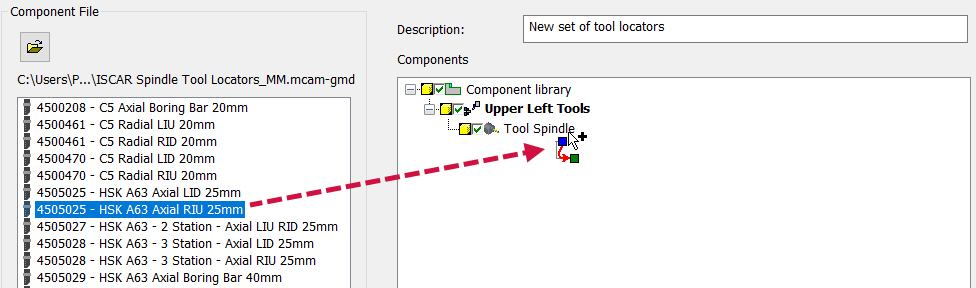 Component File
C:\Users\P...\ISCAR Spindle Tool Locators_MM.mcam-gmd
4500208 - C5 Axial Boring Bar 20mm
4500461 - C5 Radial LIU 20mm
4500461 - C5 Radial RID 20mm
4500470 - C5 Radial LID 20mm
4500470 - C5 Radial RIU 20mm
4505025 - HSK A63 Axial LID 25mm
4505025 - HSK A63 Axial RIU 25mm
4505027 - HSK A63 - 2 Station - Axial LIU RID 25mm
4505028 - HSK A63 - 3 Station - Axial LID 25mm
4505028 - HSK A63 - 3 Station - Axial RIU 25mm
4505029 - HSK A63 Axial Boring Bar 40mm
Description:
New set of tool locators
Components
Component library
Upper Left Tools
Tool Spindle